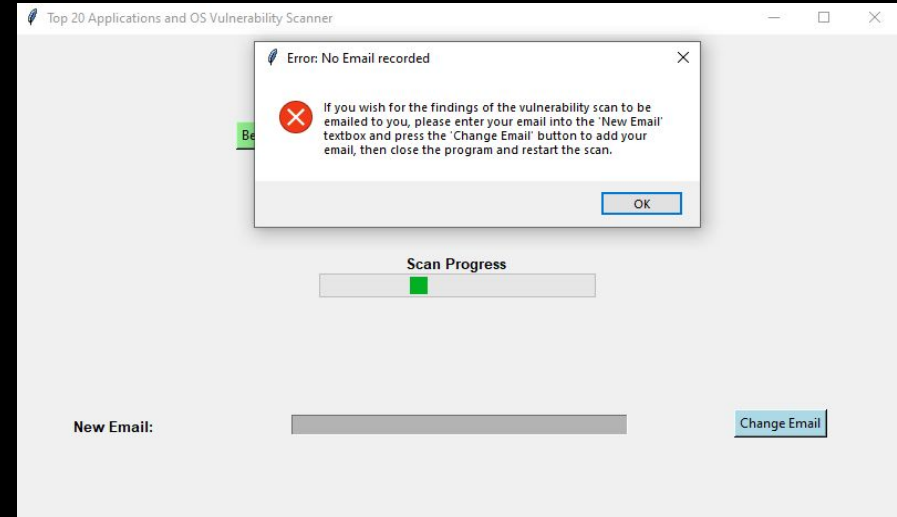 Top 20 Applications and OS Vulnerability Scanner
Error: No Email recorded
If you wish for the findings of the vulnerability scan to be
emailed to you, please enter your email into the 'New Email'
textbox and press the 'Change Email' button to add your
email, then close the program and restart the scan.
Be
OK
Scan Progress
New Email:
Change Email